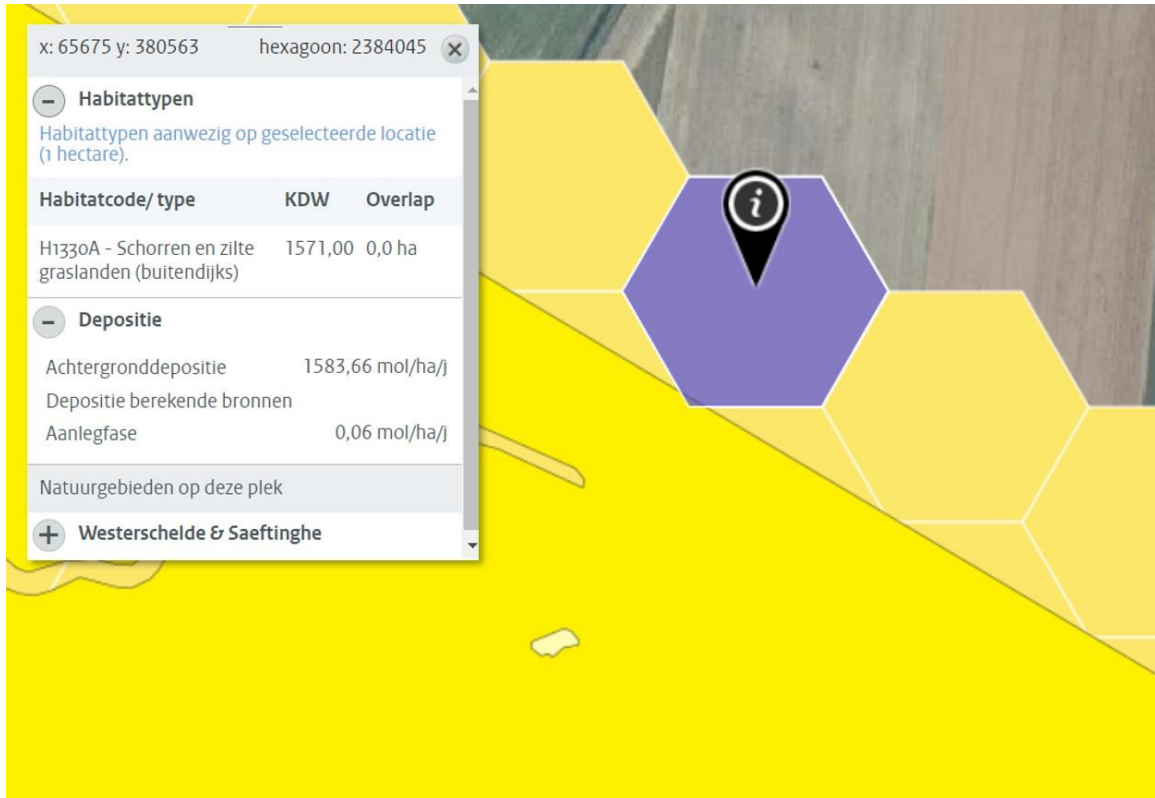 x: 65675 y: 380563 hexagoon: 2384045
Habitattypen
Habitattypen aanwezig op geselecteerde locatie
(1 hectare).
Habitatcode/ type KDW Overlap
H1330A - Schorren en zilte 1571,00 0,0 ha
graslanden (buitendijks)
Depositie
Achtergronddepositie 1583,66 mol/ha/j
Depositie berekende bronnen
Aanlegfase 0,06 mol/ha/j
Natuurgebieden op deze plek
Westerschelde & Saeftinghe
i